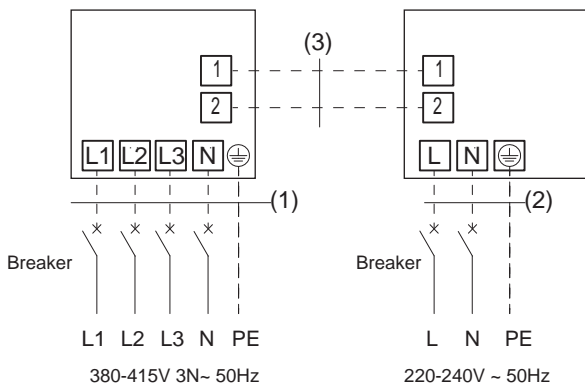 (3)
1 1
2 2
L1 L2 L3 N L N
(1) (2)
Breaker Breaker
L1 L2 L3 N PE L N PE
380-415V 3N~ 50Hz 220-240V ~ 50Hz